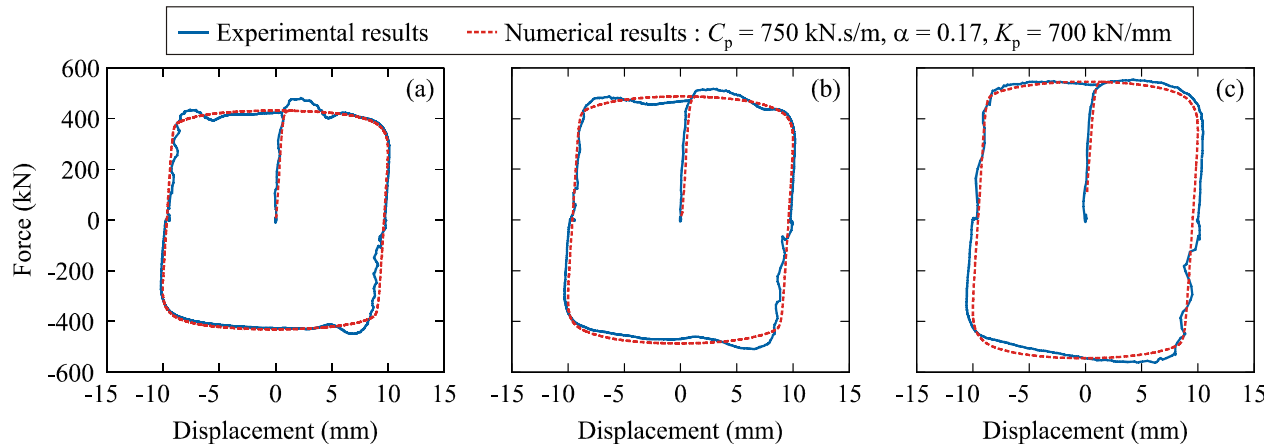 Experimental results Numerical results : Cp = 750 kN.s/m, α = 0.17, Kp = 700 kN/mm
600 (a) (b) (c)
400
200
0
-200
-400
-600
Force (kN)
-15 -10 -5 0 5 10 15 -10 -5 0 5 10 15 -10 -5 0 5 10 15
Displacement (mm) Displacement (mm) Displacement (mm)